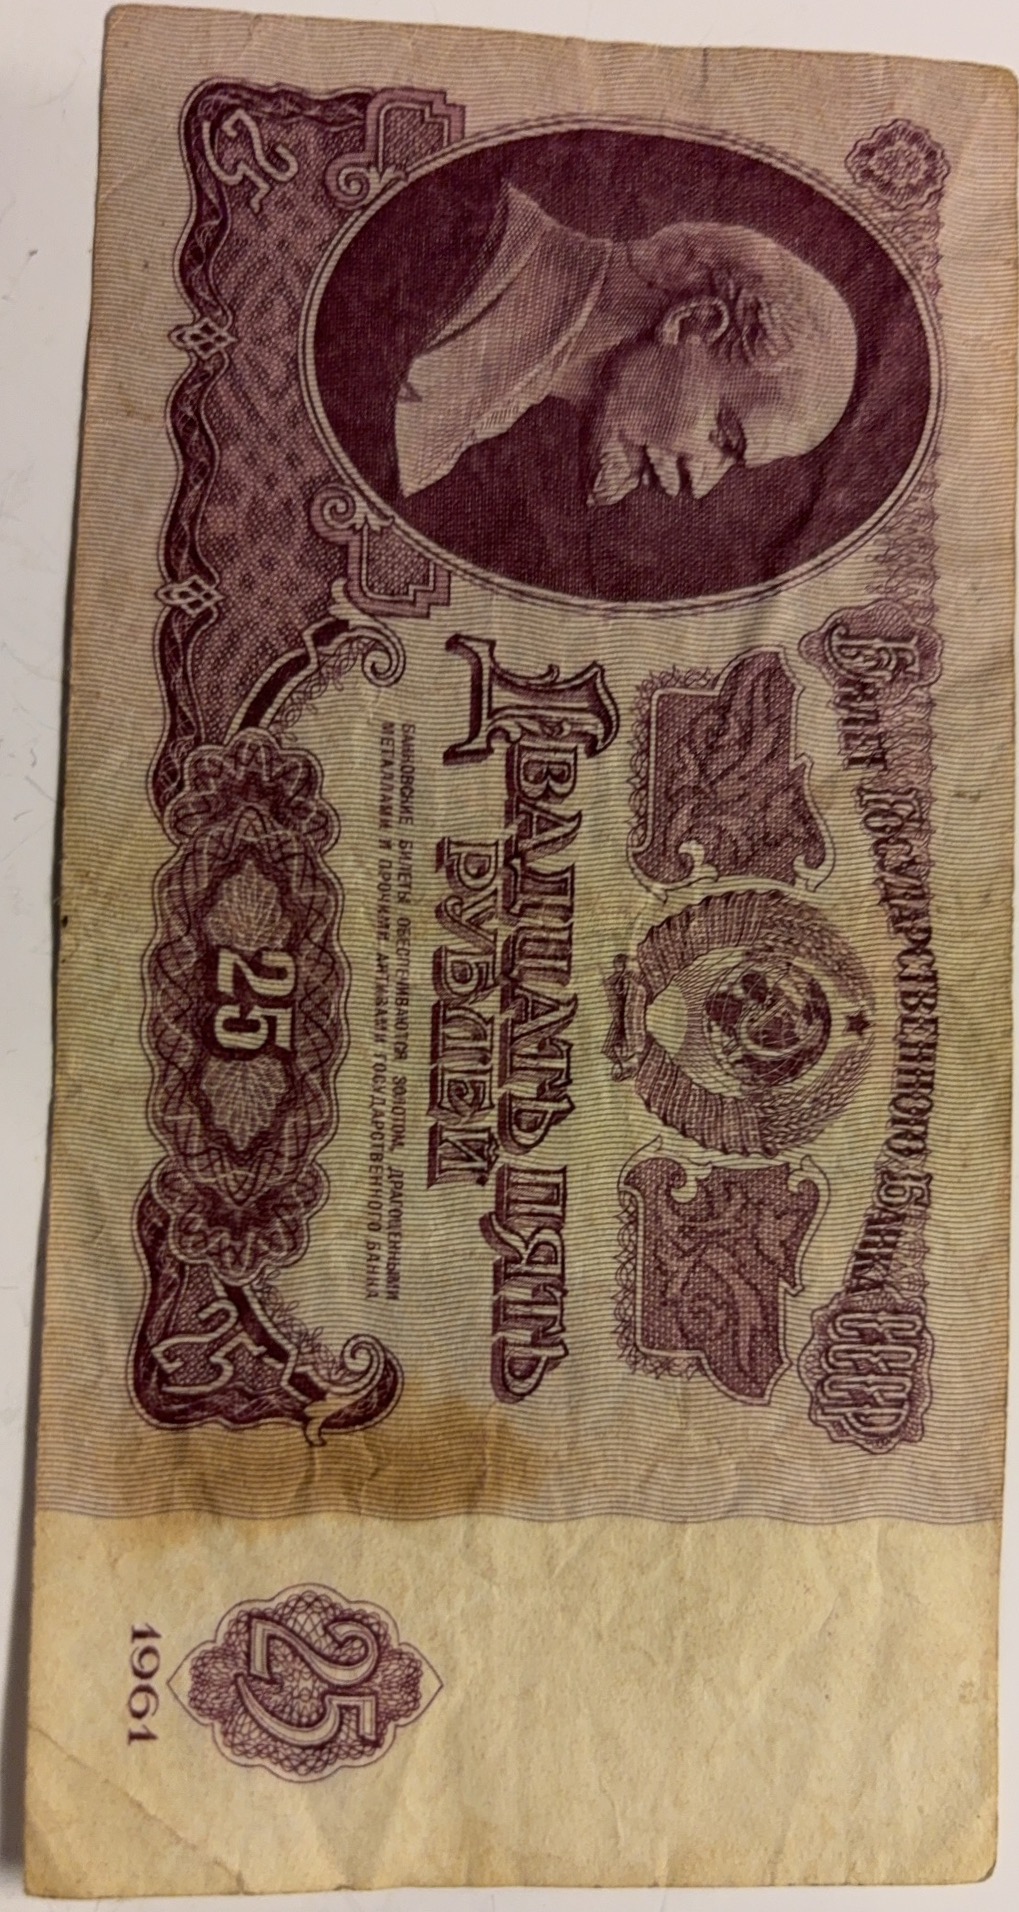 Билет Государственного Банка СССР
Двадцать пять
рублей
БАНКОВСКИЕ БИЛЕТЫ ОБЕСПЕЧИВАЮТСЯ ЗОЛОТОМ, ДРАГОЦЕННЫМИ
МЕТАЛЛАМИ И ПРОЧИМИ АКТИВАМИ ГОСУДАРСТВЕННОГО БАНКА
25
25
25
25
1961